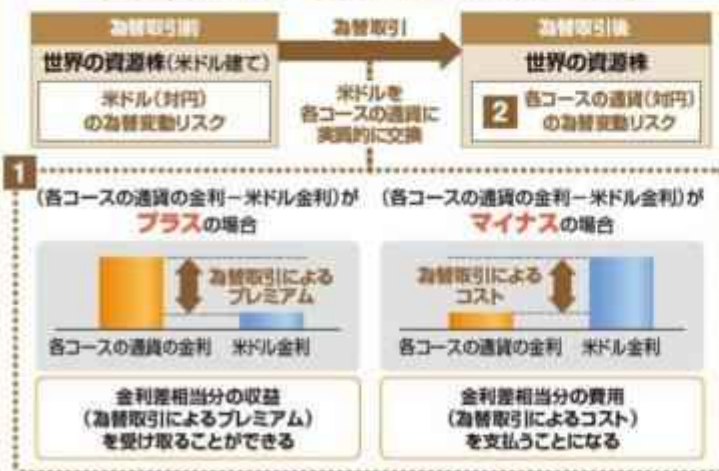 為替取引前
為替取引
為替取引後
世界の資源株(米ドル建て)
世界の資源株
米ドル(対円)
の為替変動リスク
米ドルを
各コースの通貨に
実質的に交換
2
各コースの通貨(対円)
の為替変動リスク
1
(各コースの通貨の金利－米ドル金利)が
プラスの場合
為替取引による
プレミアム
各コースの通貨の金利
米ドル金利
金利差相当分の収益
(為替取引によるプレミアム)
を受け取ることができる
(各コースの通貨の金利－米ドル金利)が
マイナスの場合
為替取引による
コスト
各コースの通貨の金利
米ドル金利
金利差相当分の費用
(為替取引によるコスト)
を支払うことになる